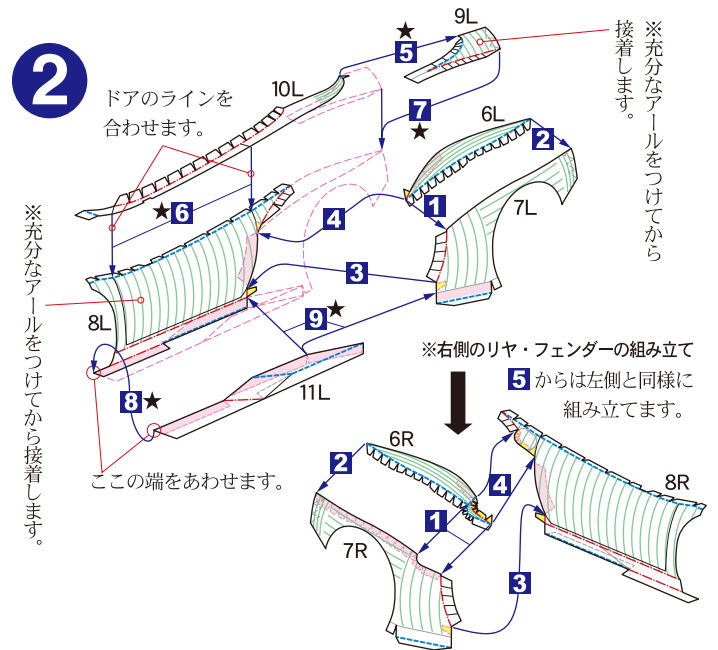 2
ドアのラインを
合わせます。
10L
★5
9L
※充分なアールをつけてから
接着します。
7
★
6L
2
1
7L
★6
4
3
9★
8L
※充分なアールをつけてから接着します。
8★
11L
ここの端をあわせます。
※右側のリヤ・フェンダーの組み立て
5からは左側と同様に
組み立てます。
6R
2
1
4
7R
3
8R